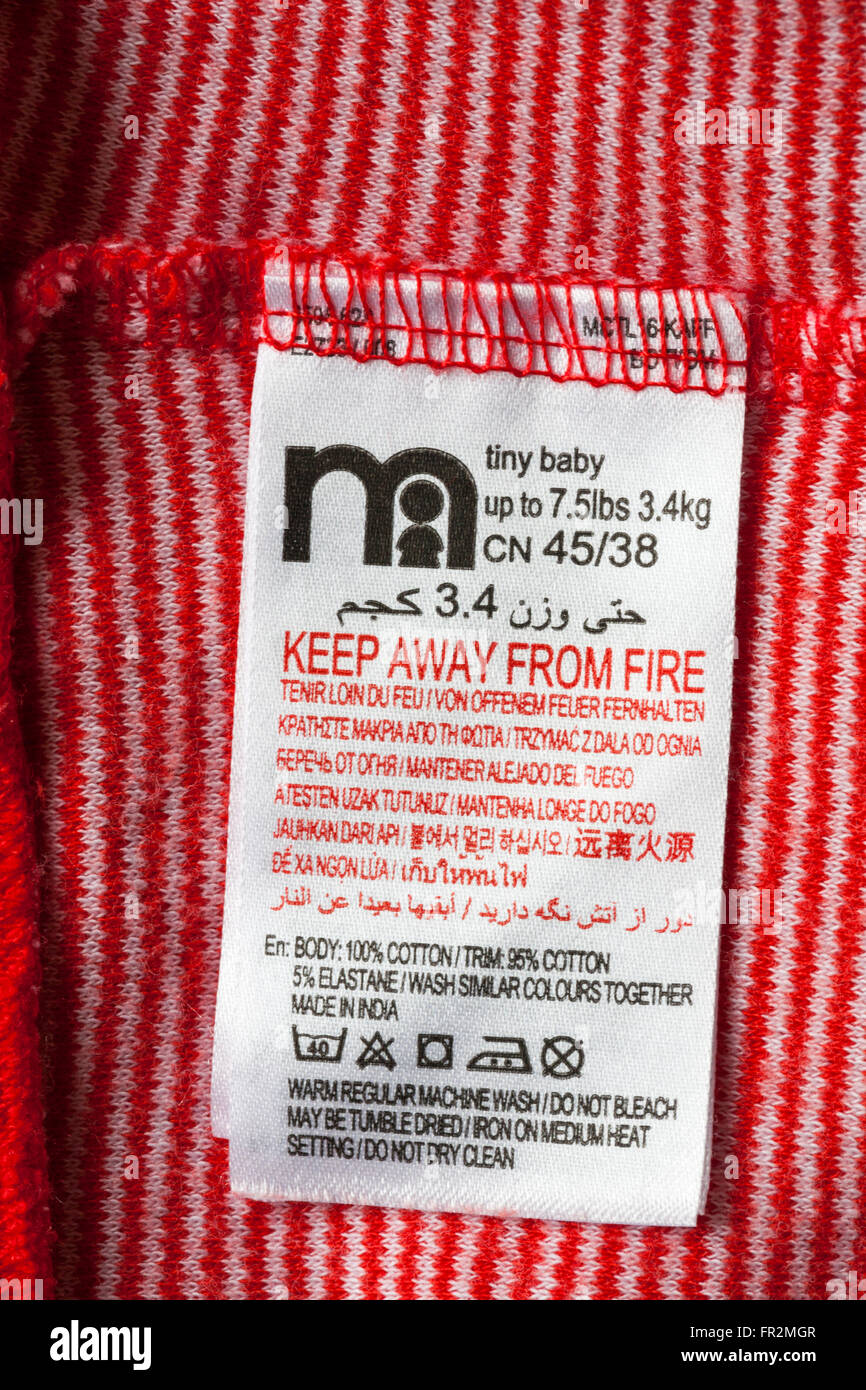 tiny baby
up to 7.5lbs 3.4kg
CN 45/38
حتى وزن 3.4 كجم
KEEP AWAY FROM FIRE
TENIR LOIN DU FEU / VON OFFENEM FEUER FERNHALTEN
ΚΡΑΤΗΣΤΕ ΜΑΚΡΙΑ ΑΠΟ ΤΗ ΦΩΤΙΑ / TRZYMAĆ Z DALA OD OGNIA
БЕРЕЧЬ ОТ ОГНЯ / MANTENER ALEJADO DEL FUEGO
ATESTEN UZAK TUTUNUZ / MANTENHA LONGE DO FOGO
JAUHKAN DARI API / 불에서 멀리 하십시오 / 远离火源
ĐỂ XA NGỌN LỬA / เก็บให้พ้นไฟ
دور از اتش نگه دارید / أبقيها بعيدا عن النار
En: BODY: 100% COTTON / TRIM: 95% COTTON
5% ELASTANE / WASH SIMILAR COLOURS TOGETHER
MADE IN INDIA
40
WARM REGULAR MACHINE WASH / DO NOT BLEACH
MAY BE TUMBLE DRIED / IRON ON MEDIUM HEAT
SETTING / DO NOT DRY CLEAN
alamy
Image ID: FR2MGR
www.alamy.com